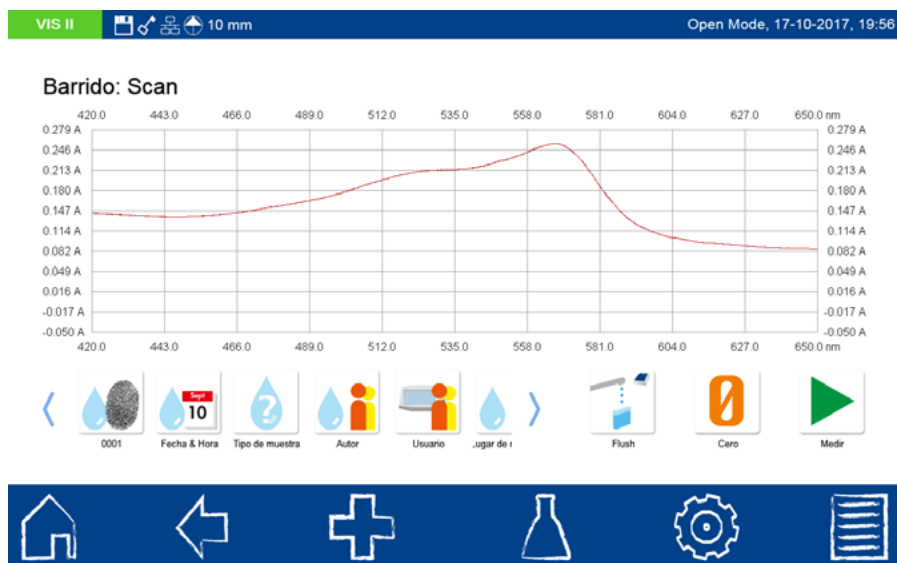 VIS II 10 mm Open Mode, 17-10-2017, 19:56
Barrido: Scan
420.0 443.0 466.0 489.0 512.0 535.0 558.0 581.0 604.0 627.0 650.0 nm
0.279 A 0.279 A
0.246 A 0.246 A
0.213 A 0.213 A
0.180 A 0.180 A
0.147 A 0.147 A
0.114 A 0.114 A
0.082 A 0.082 A
0.049 A 0.049 A
0.016 A 0.016 A
-0.017 A -0.017 A
-0.050 A -0.050 A
420.0 443.0 466.0 489.0 512.0 535.0 558.0 581.0 604.0 627.0 650.0 nm
Sept
10
?
0
0001 Fecha & Hora Tipo de muestra Autor Usuario .ugar de Flush Cero Medir